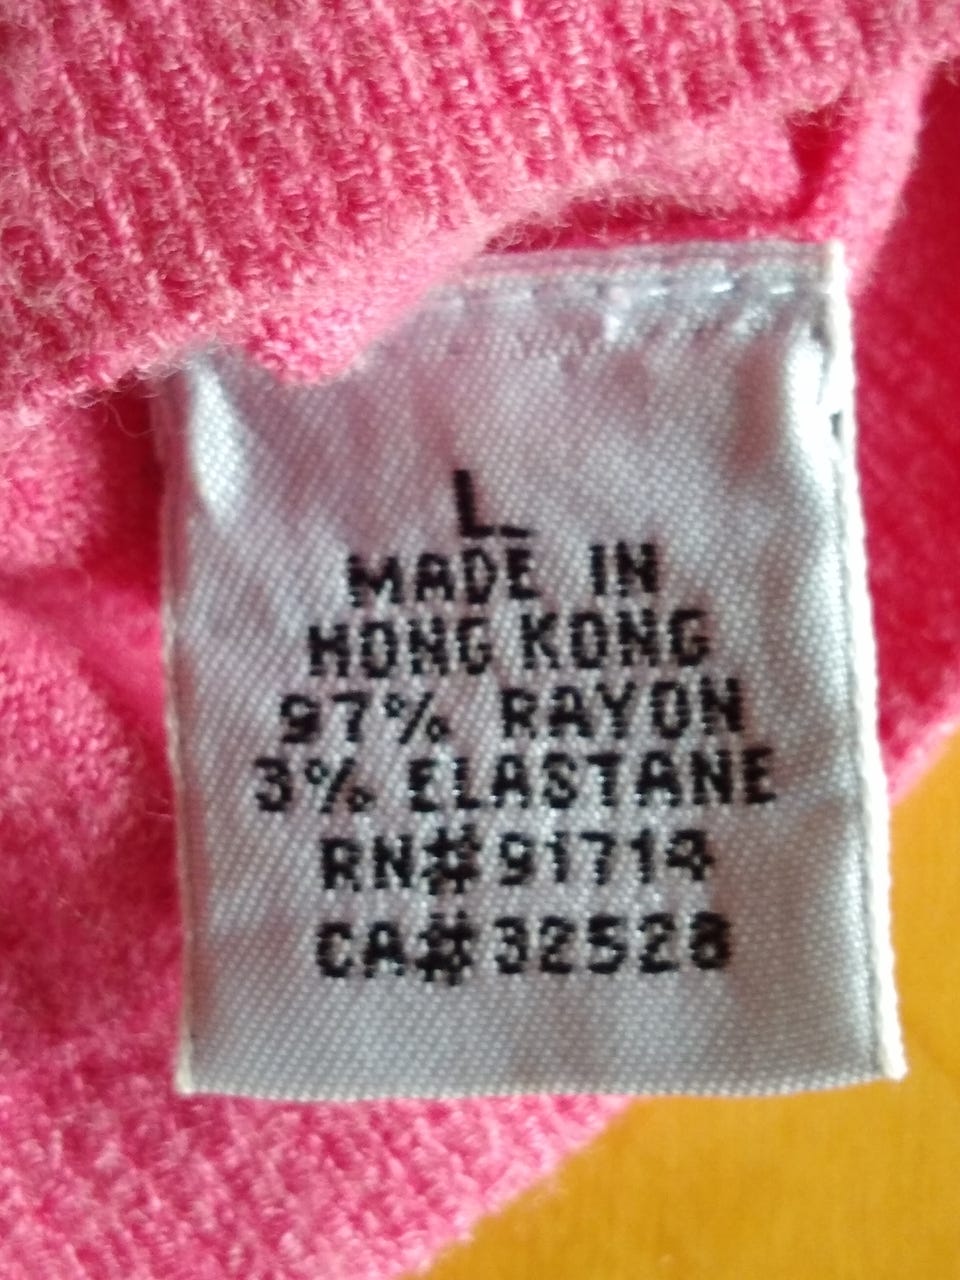 L
MADE IN
HONG KONG
97% RAYON
3% ELASTANE
RN#91714
CA#32528